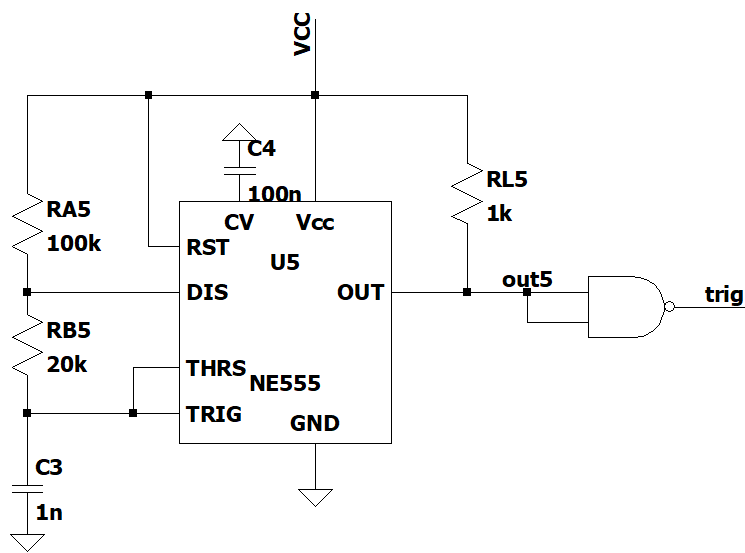 VCC
C4
100n
RA5
100k
RL5
1k
CV
Vcc
RST
U5
DIS
OUT
out5
trig
RB5
20k
THRS
NE555
TRIG
GND
C3
1n